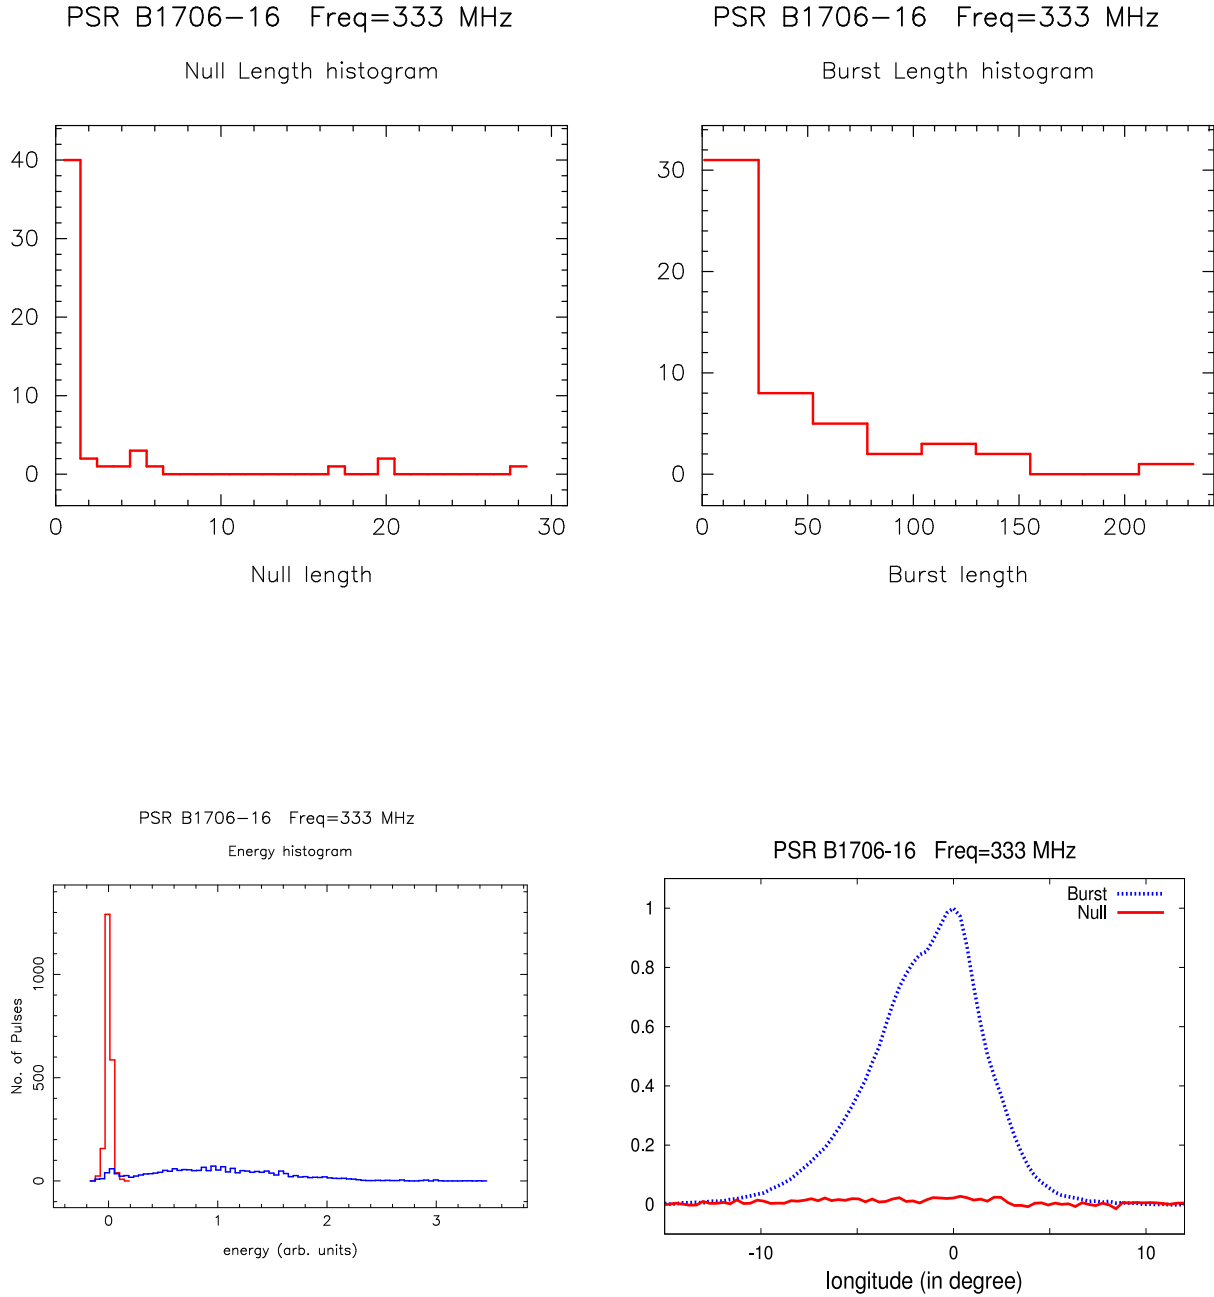 PSR B1706-16 Freq=333 MHz
Null Length histogram
40
30
20
10
0
0 10 20 30
Null length
PSR B1706-16 Freq=333 MHz
Burst Length histogram
30
20
10
0
0 50 100 150 200
Burst length
PSR B1706-16 Freq=333 MHz
Energy histogram
No. of Pulses
1000
500
0
0 1 2 3
energy (arb. units)
PSR B1706-16 Freq=333 MHz
Burst
Null
1
0.8
0.6
0.4
0.2
0
-10 0 10
longitude (in degree)